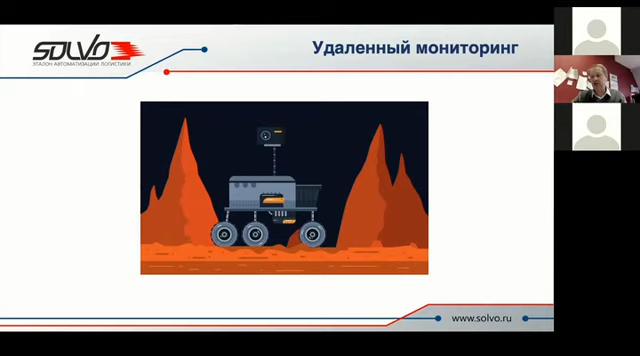 SOLVO
ЭТАЛОН АВТОМАТИЗАЦИИ ЛОГИСТИКИ
Удаленный мониторинг
www.solvo.ru